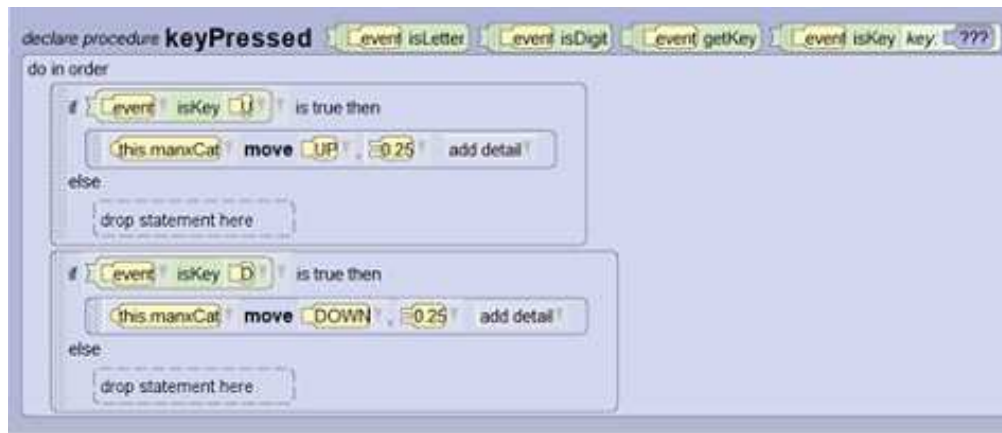 declare procedure keyPressed event isLetter event isDigit event getKey event isKey key: ???
do in order
if event isKey U is true then
this.manxCat move UP , 0.25 add detail
else
drop statement here
if event isKey D is true then
this.manxCat move DOWN , 0.25 add detail
else
drop statement here